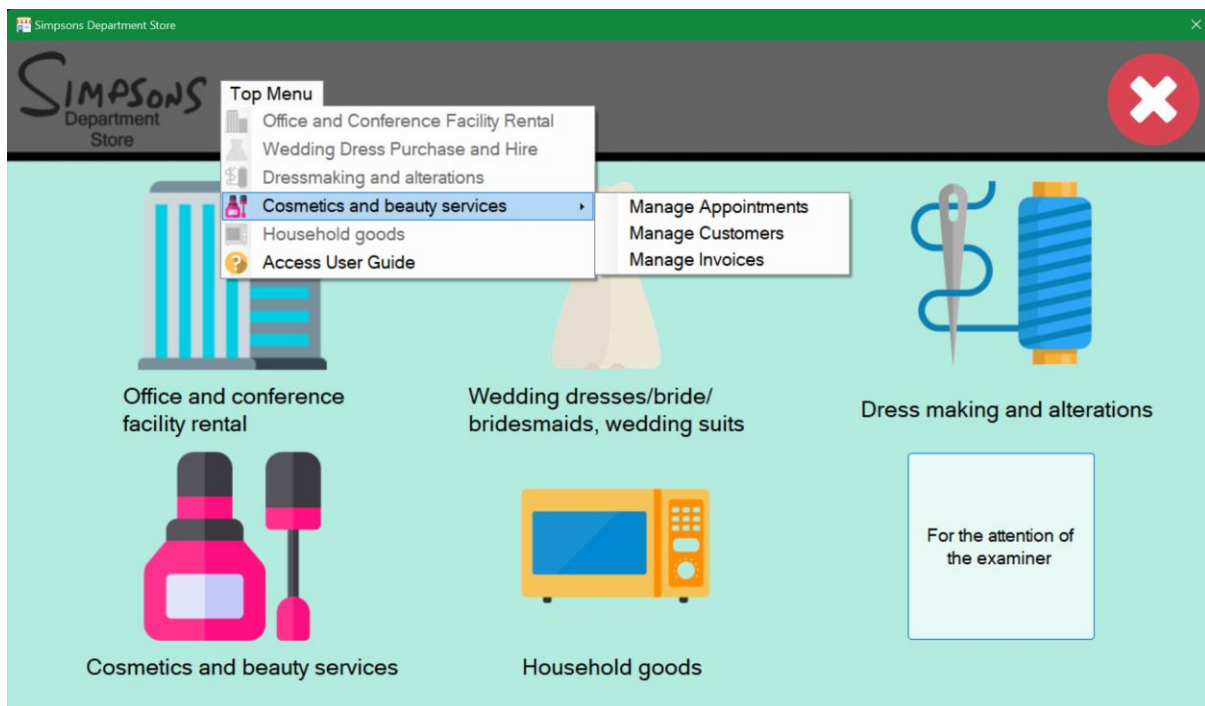 Simpsons Department Store
SIMPSONS
Department
Store
Top Menu
Office and Conference Facility Rental
Wedding Dress Purchase and Hire
Dressmaking and alterations
Cosmetics and beauty services
Household goods
Access User Guide
Manage Appointments
Manage Customers
Manage Invoices
Office and conference
facility rental
Wedding dresses/bride/
bridesmaids, wedding suits
Dress making and alterations
Cosmetics and beauty services
Household goods
For the attention of
the examiner